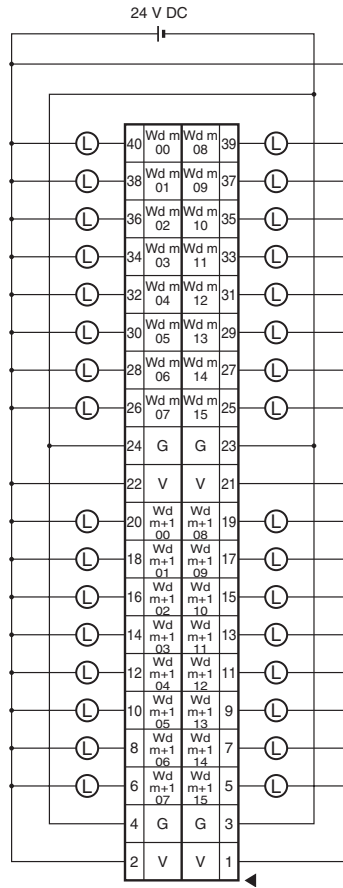 24 V DC
L 40 Wd m 00 Wd m 08 39 L
L 38 Wd m 01 Wd m 09 37 L
L 36 Wd m 02 Wd m 10 35 L
L 34 Wd m 03 Wd m 11 33 L
L 32 Wd m 04 Wd m 12 31 L
L 30 Wd m 05 Wd m 13 29 L
L 28 Wd m 06 Wd m 14 27 L
L 26 Wd m 07 Wd m 15 25 L
24 G G 23
22 V V 21
L 20 Wd m+1 00 Wd m+1 08 19 L
L 18 Wd m+1 01 Wd m+1 09 17 L
L 16 Wd m+1 02 Wd m+1 10 15 L
L 14 Wd m+1 03 Wd m+1 11 13 L
L 12 Wd m+1 04 Wd m+1 12 11 L
L 10 Wd m+1 05 Wd m+1 13 9 L
L 8 Wd m+1 06 Wd m+1 14 7 L
L 6 Wd m+1 07 Wd m+1 15 5 L
4 G G 3
2 V V 1